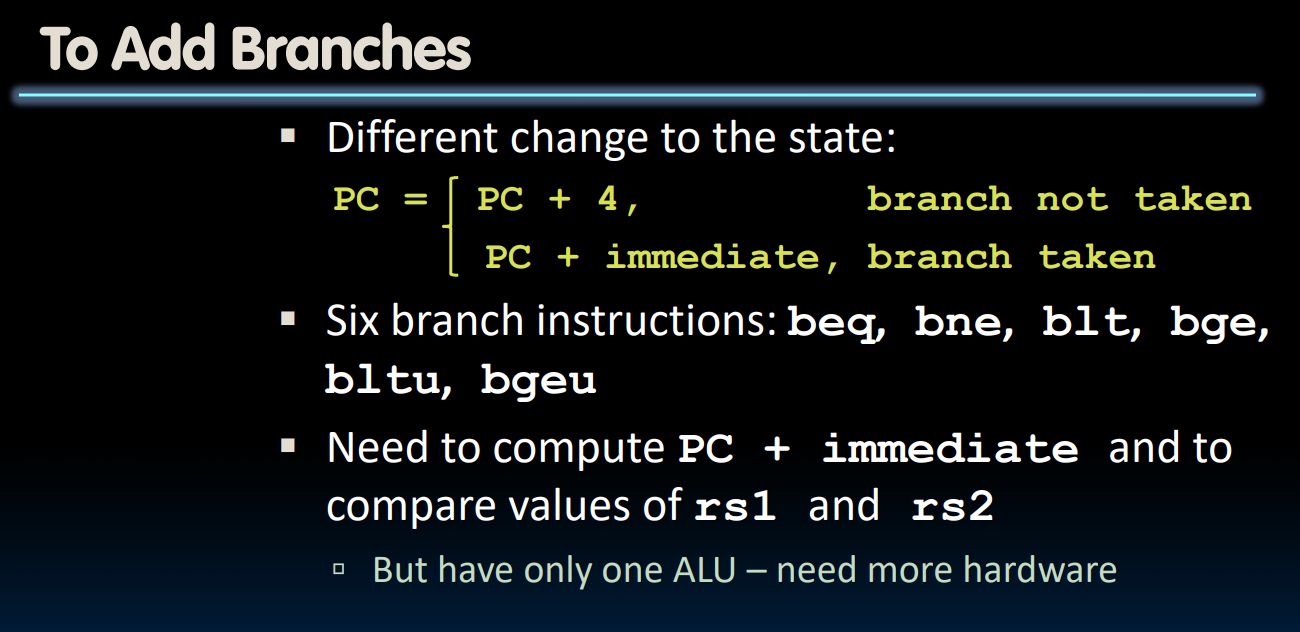 To Add Branches
▪ Different change to the state:
PC = { PC + 4, branch not taken
PC + immediate, branch taken
▪ Six branch instructions: beq, bne, blt, bge,
bltu, bgeu
▪ Need to compute PC + immediate and to
compare values of rs1 and rs2
▫ But have only one ALU – need more hardware